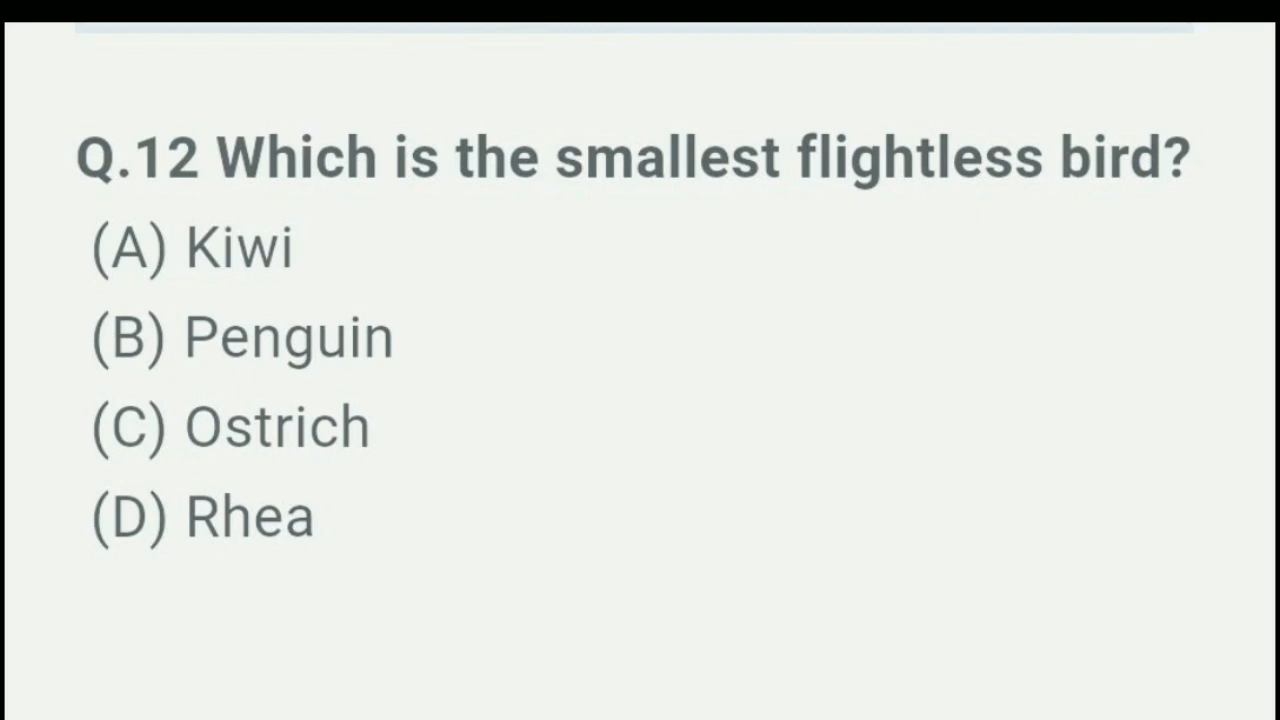 Q.12 Which is the smallest flightless bird?
(A) Kiwi
(B) Penguin
(C) Ostrich
(D) Rhea